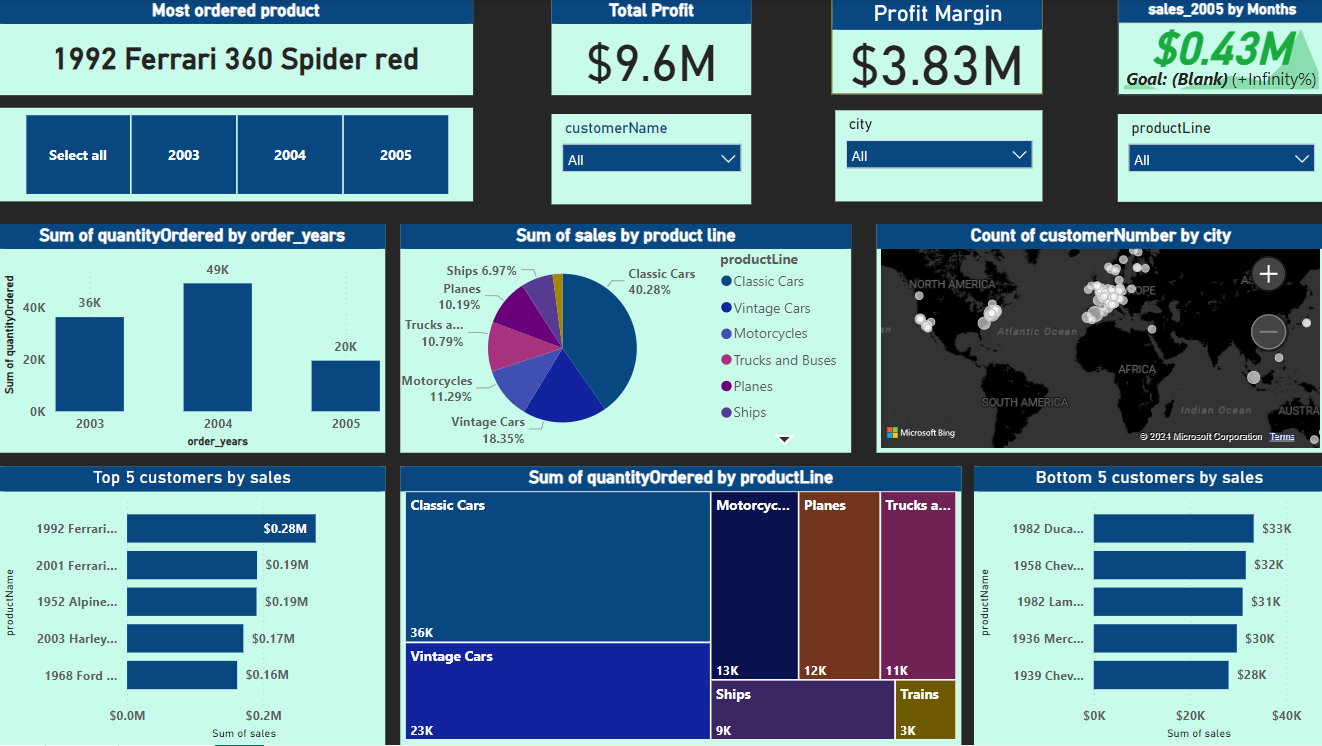 Most ordered product
1992 Ferrari 360 Spider red
Total Profit
$9.6M
Profit Margin
$3.83M
sales_2005 by Months
$0.43M
Goal: (Blank) (+Infinity%)
Select all
2003
2004
2005
customerName
All
city
All
productLine
All
Sum of quantityOrdered by order_years
Sum of quantityOrdered
40K
20K
0K
36K
49K
20K
2003
2004
2005
order_years
Sum of sales by product line
Ships 6.97%
Planes
10.19%
Trucks a...
10.79%
Motorcycles
11.29%
Vintage Cars
18.35%
Classic Cars
40.28%
productLine
Classic Cars
Vintage Cars
Motorcycles
Trucks and Buses
Planes
Ships
Count of customerNumber by city
NORTH AMERICA
OPE
A
Atlantic Ocean
an
AFRICA
SOUTH AMERICA
Indian Ocean
AUSTRA
Microsoft Bing
© 2024 Microsoft Corporation Terms
Top 5 customers by sales
productName
1992 Ferrari...
$0.28M
2001 Ferrari...
$0.19M
1952 Alpine...
$0.19M
2003 Harley...
$0.17M
1968 Ford ...
$0.16M
$0.0M
$0.2M
Sum of sales
Sum of quantityOrdered by productLine
Classic Cars
36K
Vintage Cars
23K
Motorcyc...
13K
Planes
12K
Trucks a...
11K
Ships
9K
Trains
3K
Bottom 5 customers by sales
productName
1982 Duca...
$33K
1958 Chev...
$32K
1982 Lam...
$31K
1936 Merc...
$30K
1939 Chev...
$28K
$0K
$20K
$40K
Sum of sales